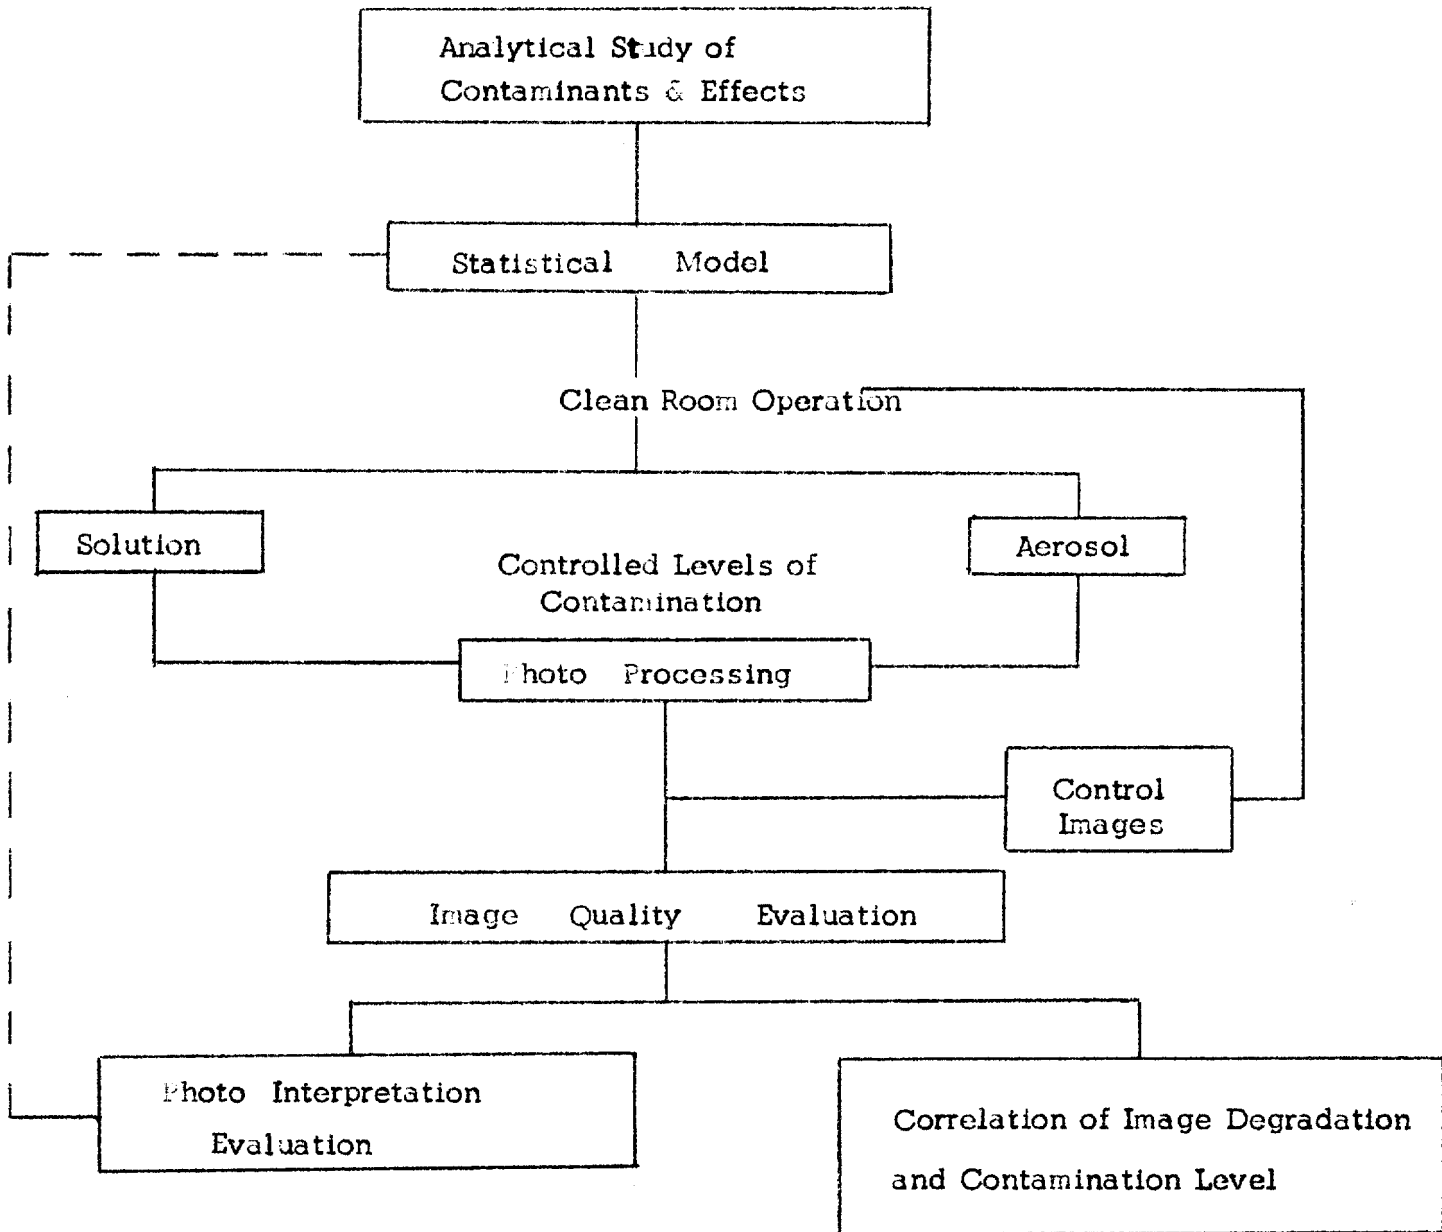 Analytical Study of
Contaminants & Effects
Statistical Model
Clean Room Operation
Solution
Aerosol
Controlled Levels of
Contamination
Photo Processing
Control
Images
Image Quality Evaluation
Photo Interpretation
Evaluation
Correlation of Image Degradation
and Contamination Level